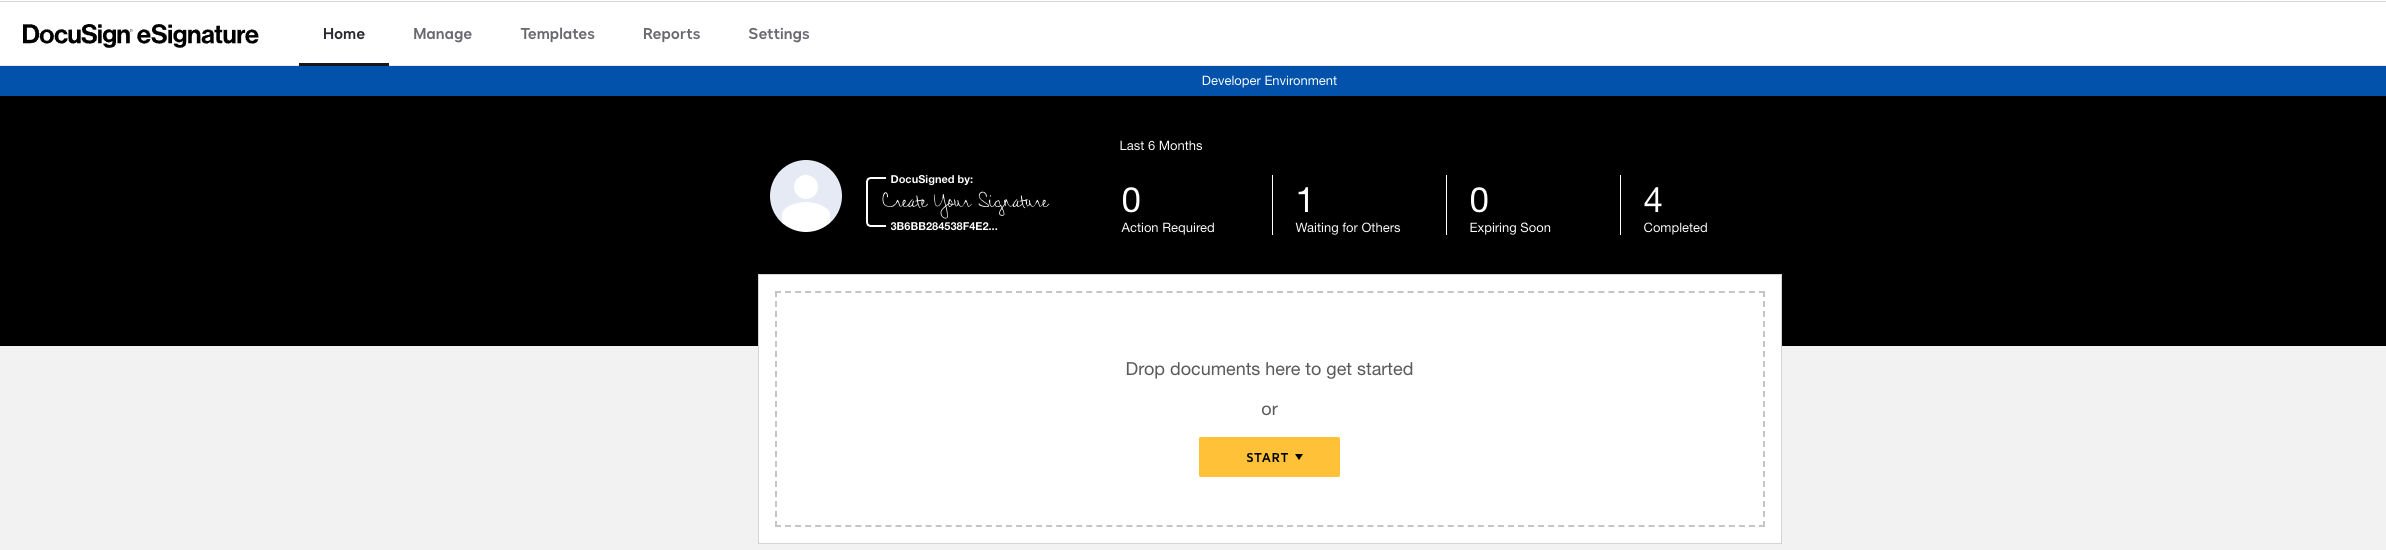 DocuSign eSignature
Home Manage Templates Reports Settings
Developer Environment
DocuSigned by:
Create Your Signature
3B6BB284538F4E2...
Last 6 Months
0 1 0 4
Action Required Waiting for Others Expiring Soon Completed
Drop documents here to get started
or
START